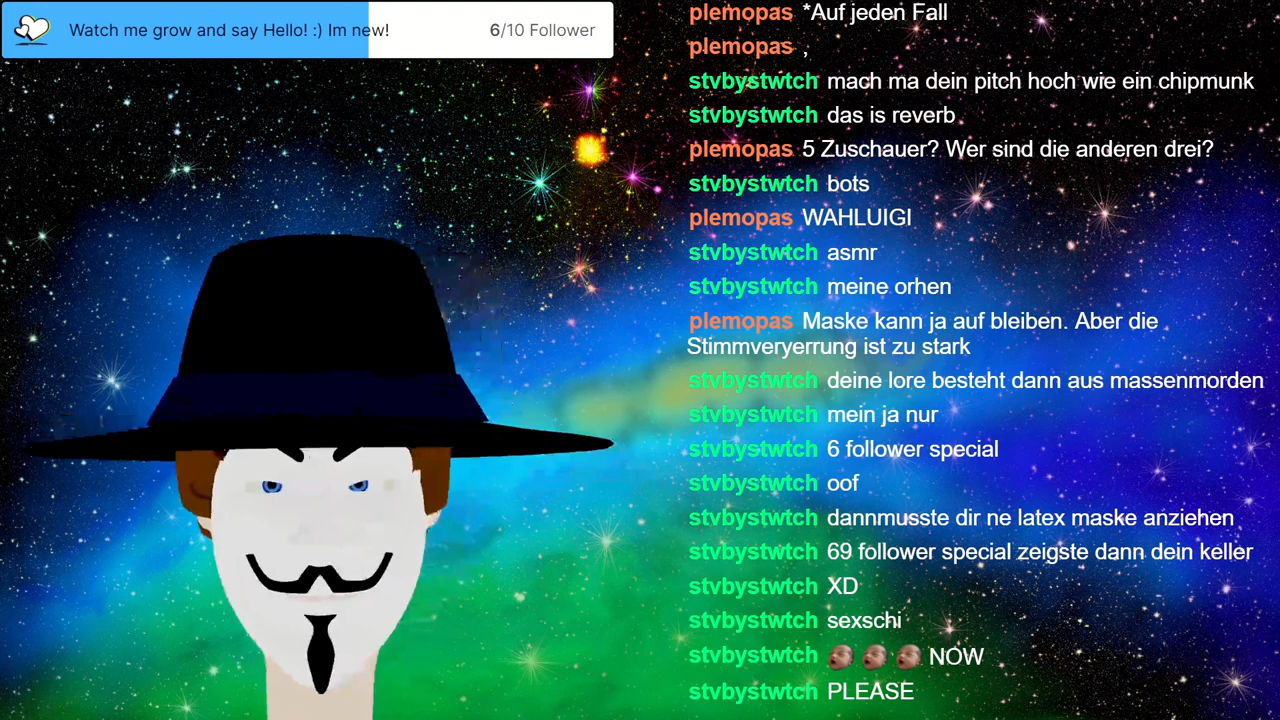 Watch me grow and say Hello! :) Im new!
6/10 Follower
plemopas *Auf jeden Fall
plemopas ,
stvbystwtch mach ma dein pitch hoch wie ein chipmunk
stvbystwtch das is reverb
plemopas 5 Zuschauer? Wer sind die anderen drei?
stvbystwtch bots
plemopas WAHLUIGI
stvbystwtch asmr
stvbystwtch meine orhen
plemopas Maske kann ja auf bleiben. Aber die
Stimmveryerrung ist zu stark
stvbystwtch deine lore besteht dann aus massenmorden
stvbystwtch mein ja nur
stvbystwtch 6 follower special
stvbystwtch oof
stvbystwtch dannmusste dir ne latex maske anziehen
stvbystwtch 69 follower special zeigste dann dein keller
stvbystwtch XD
stvbystwtch sexschi
stvbystwtch NOW
stvbystwtch PLEASE